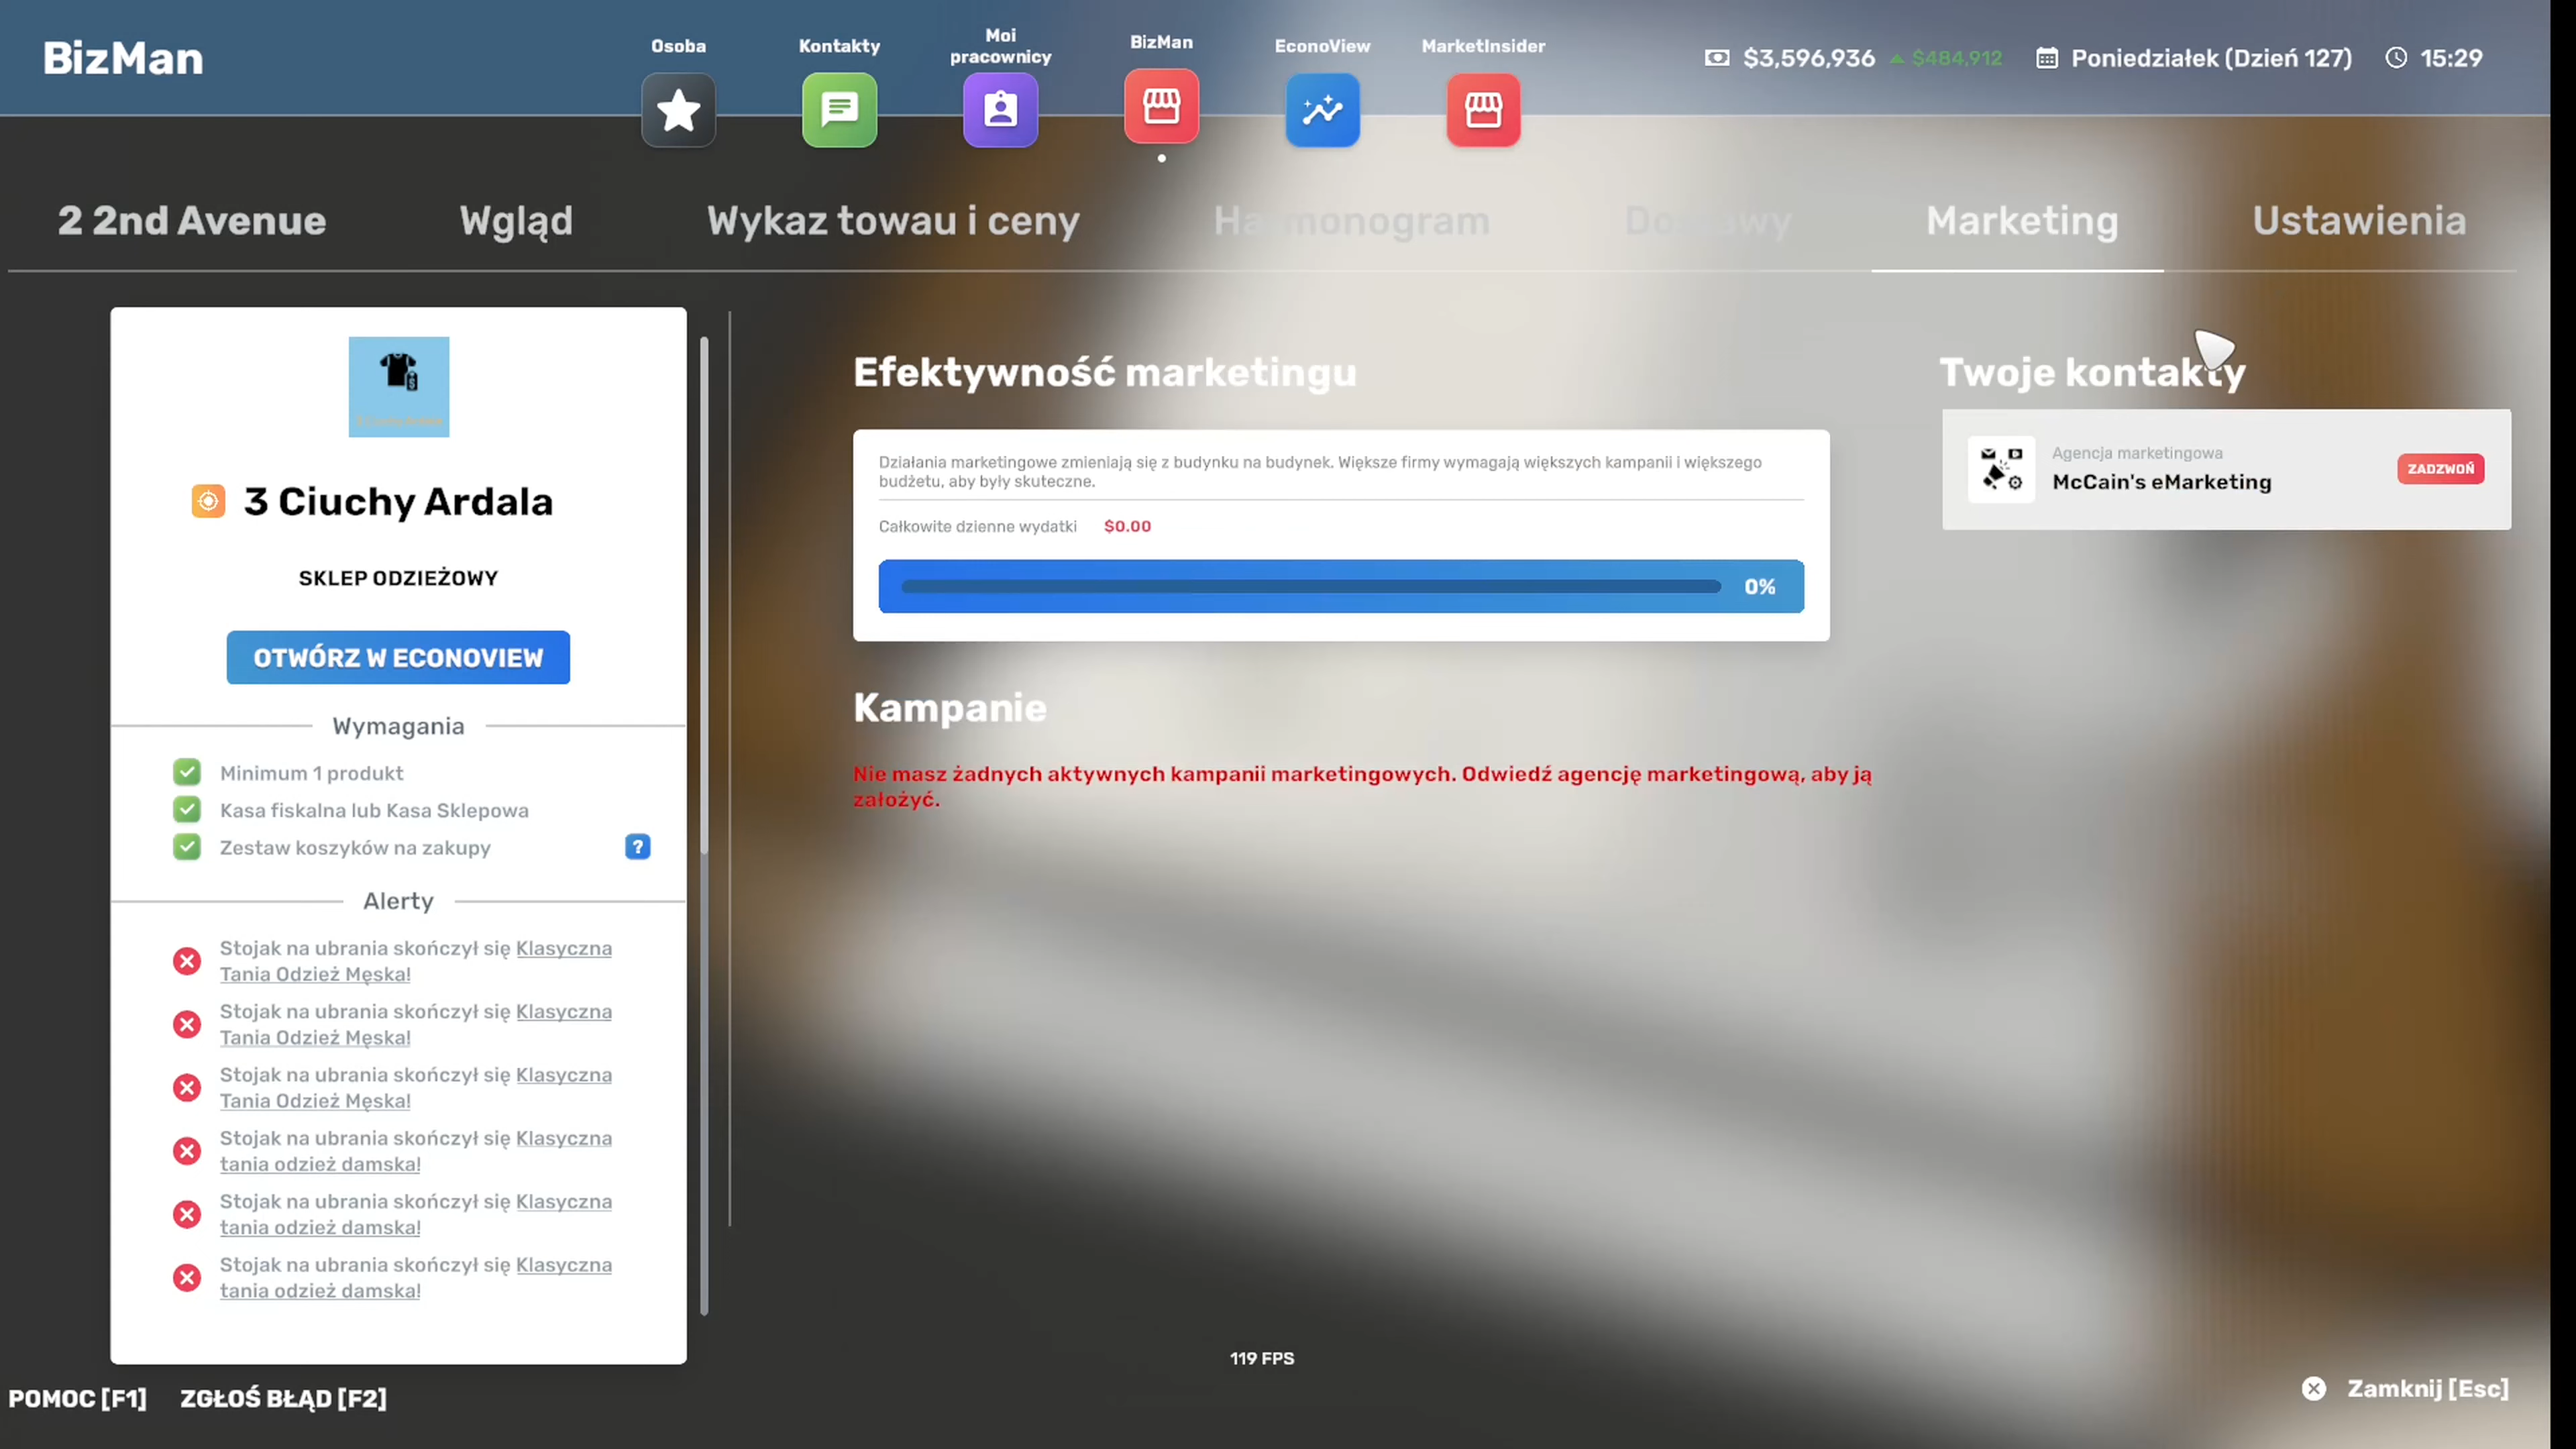 BizMan
Osoba
Kontakty
Moi
pracownicy
BizMan
EconoView
MarketInsider
$3,596,936
$484,912
Poniedziałek (Dzień 127)
15:29
2 2nd Avenue
Wgląd
Wykaz towau i ceny
Harmonogram
Marketing
Ustawienia
3 Ciuchy Ardala
SKLEP ODZIEŻOWY
OTWÓRZ W ECONOVIEW
Wymagania
Minimum 1 produkt
Kasa fiskalna lub Kasa Sklepowa
Zestaw koszyków na zakupy
?
Alerty
Stojak na ubrania skończył się Klasyczna
Tania Odzież Męska!
Stojak na ubrania skończył się Klasyczna
Tania Odzież Męska!
Stojak na ubrania skończył się Klasyczna
Tania Odzież Męska!
Stojak na ubrania skończył się Klasyczna
tania odzież damska!
Stojak na ubrania skończył się Klasyczna
tania odzież damska!
Stojak na ubrania skończył się Klasyczna
tania odzież damska!
Efektywność marketingu
Działania marketingowe zmieniają się z budynku na budynek. Większe firmy wymagają większych kampanii i większego
budżetu, aby były skuteczne.
Całkowite dzienne wydatki $0.00
0%
Kampanie
Nie masz żadnych aktywnych kampanii marketingowych. Odwiedź agencję marketingową, aby ją
założyć.
Twoje kontakty
Agencja marketingowa
McCain's eMarketing
ZADZWOŃ
119 FPS
POMOC [F1]
ZGŁOŚ BŁĄD [F2]
Zamknij [Esc]